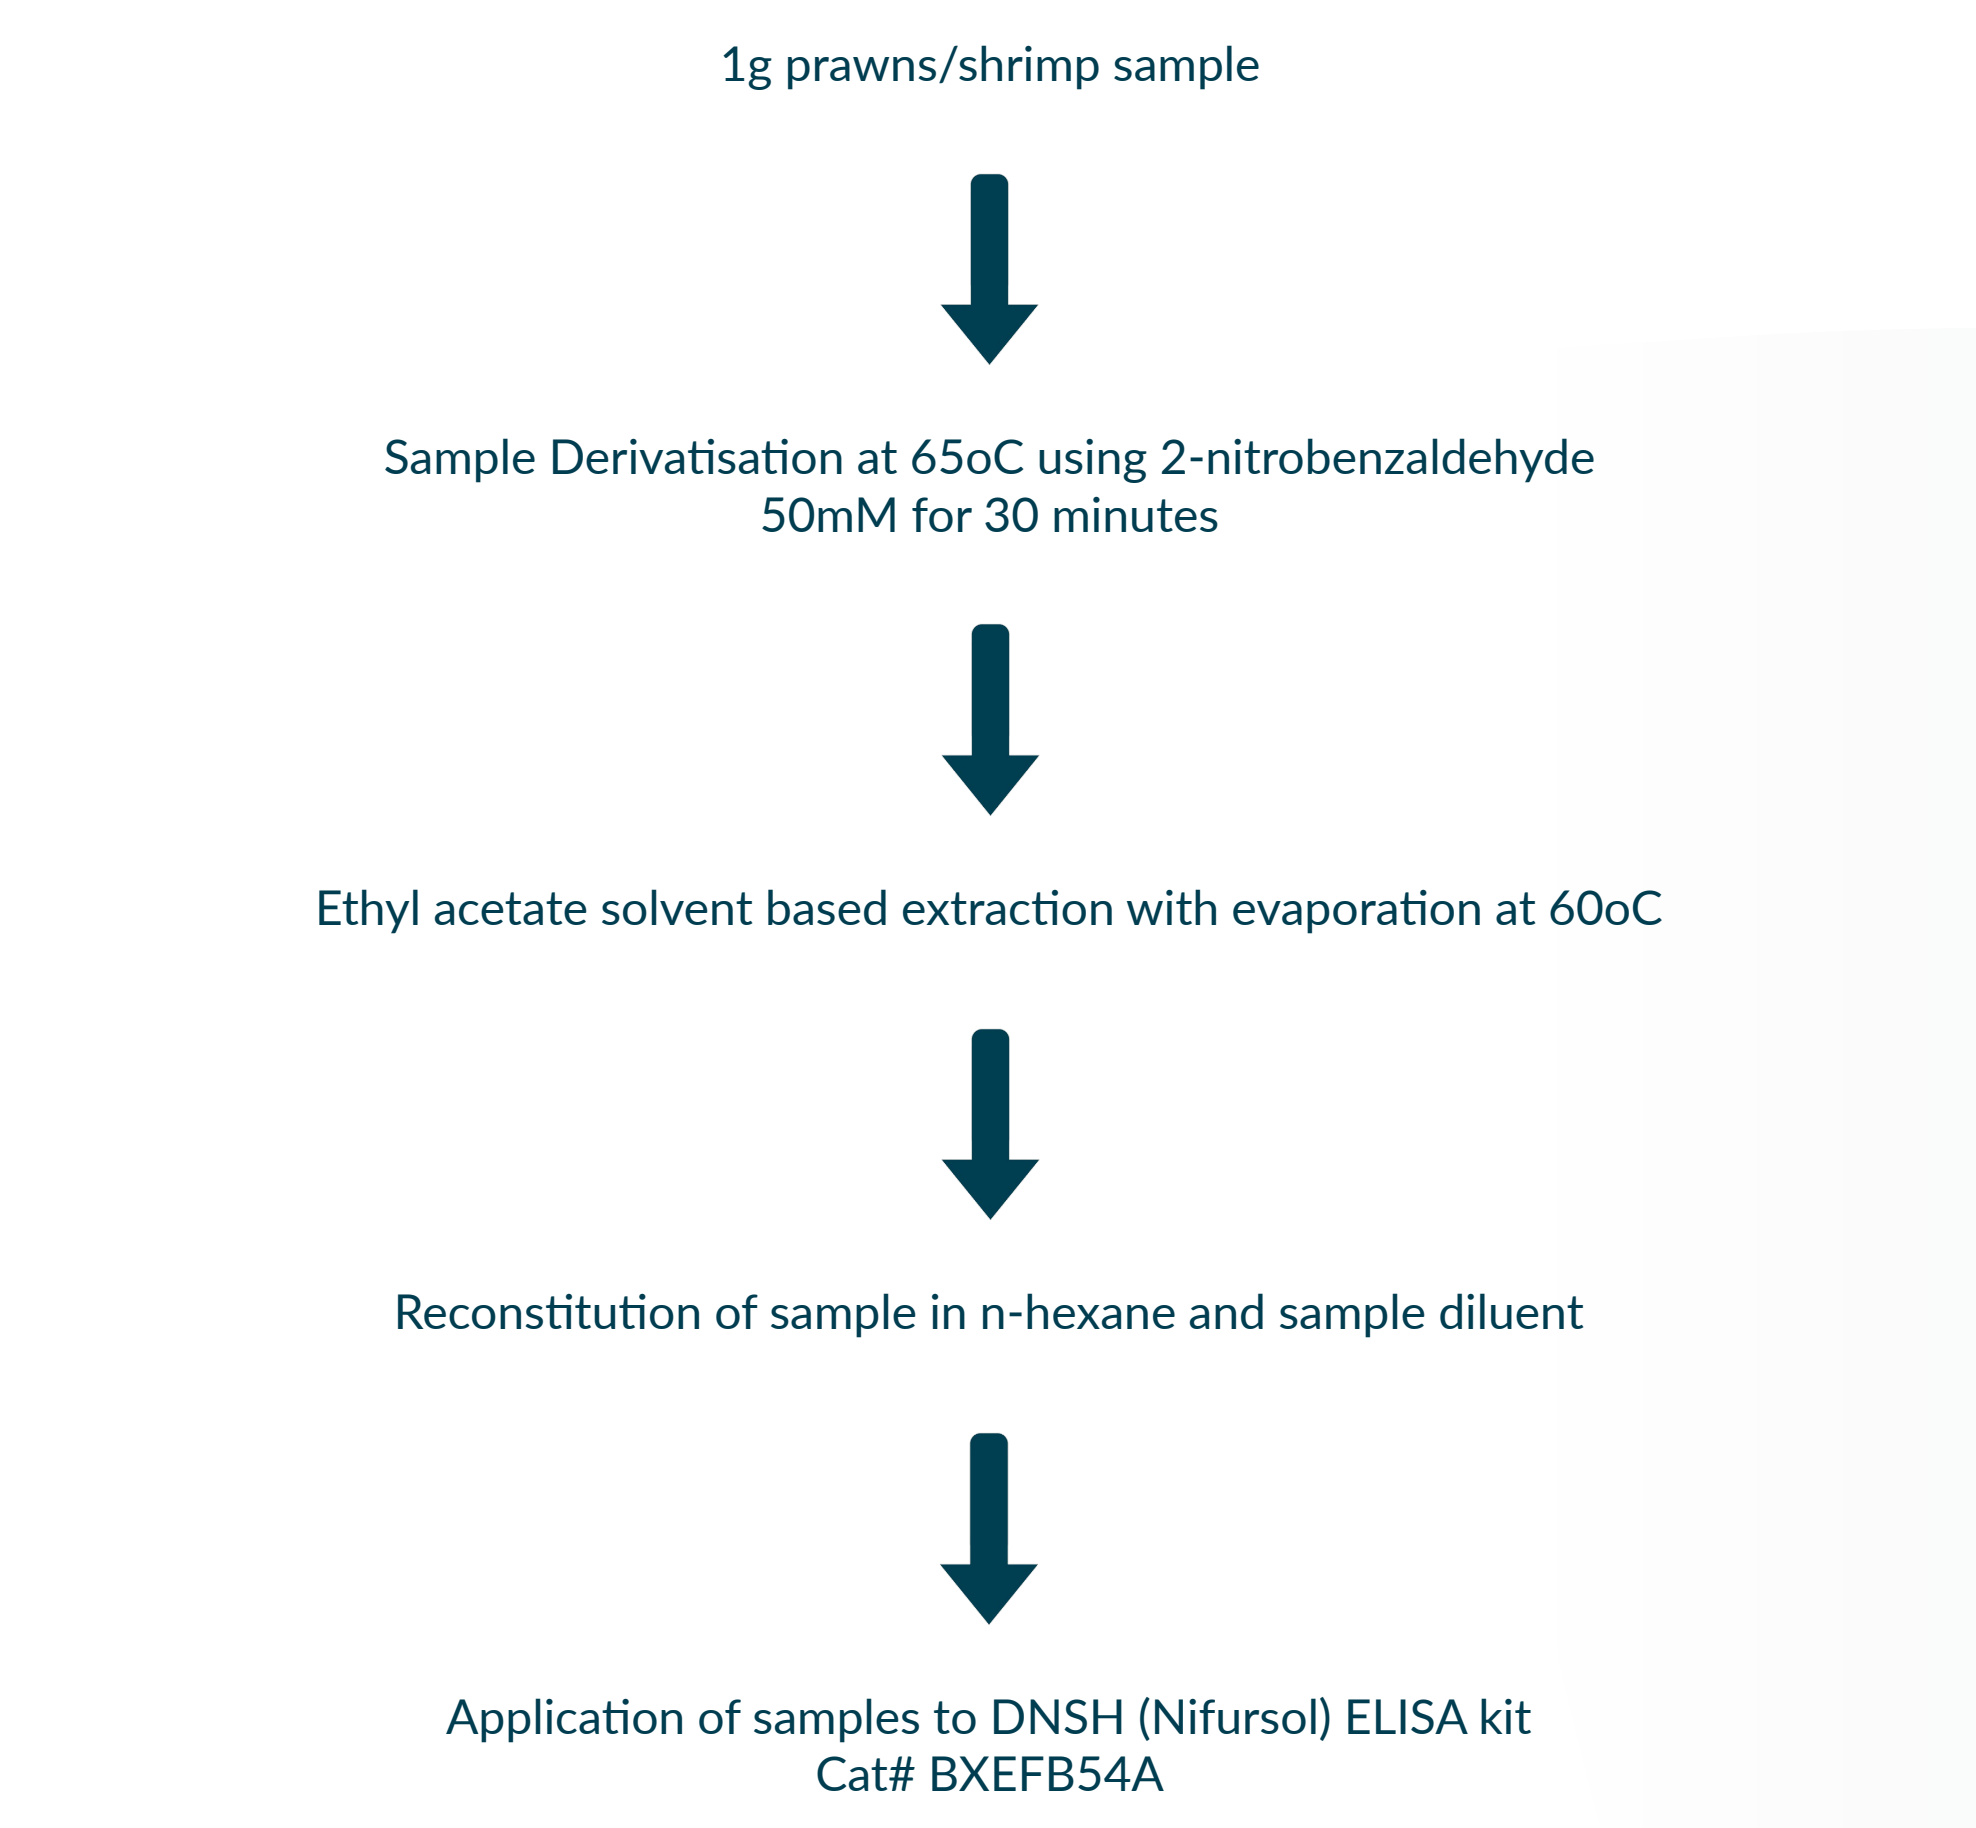 1g prawns/shrimp sample
Sample Derivatisation at 65oC using 2-nitrobenzaldehyde
50mM for 30 minutes
Ethyl acetate solvent based extraction with evaporation at 60oC
Reconstitution of sample in n-hexane and sample diluent
Application of samples to DNSH (Nifursol) ELISA kit
Cat# BXEFB54A